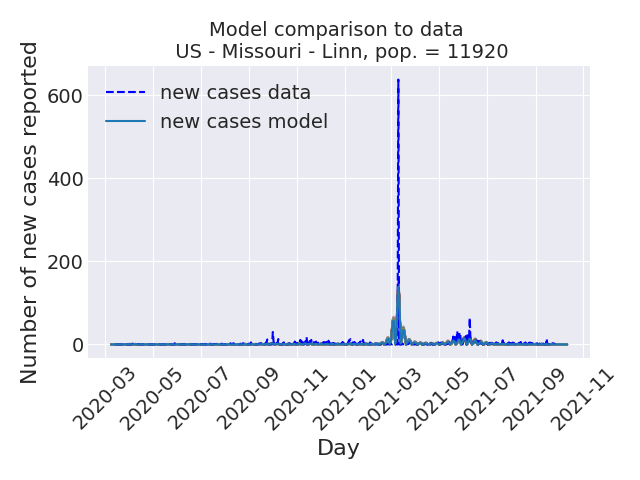 Model comparison to data
US - Missouri - Linn, pop. = 11920
Number of new cases reported
600
400
200
0
new cases data
new cases model
2020-03
2020-05
2020-07
2020-09
2020-11
2021-01
2021-03
2021-05
2021-07
2021-09
2021-11
Day